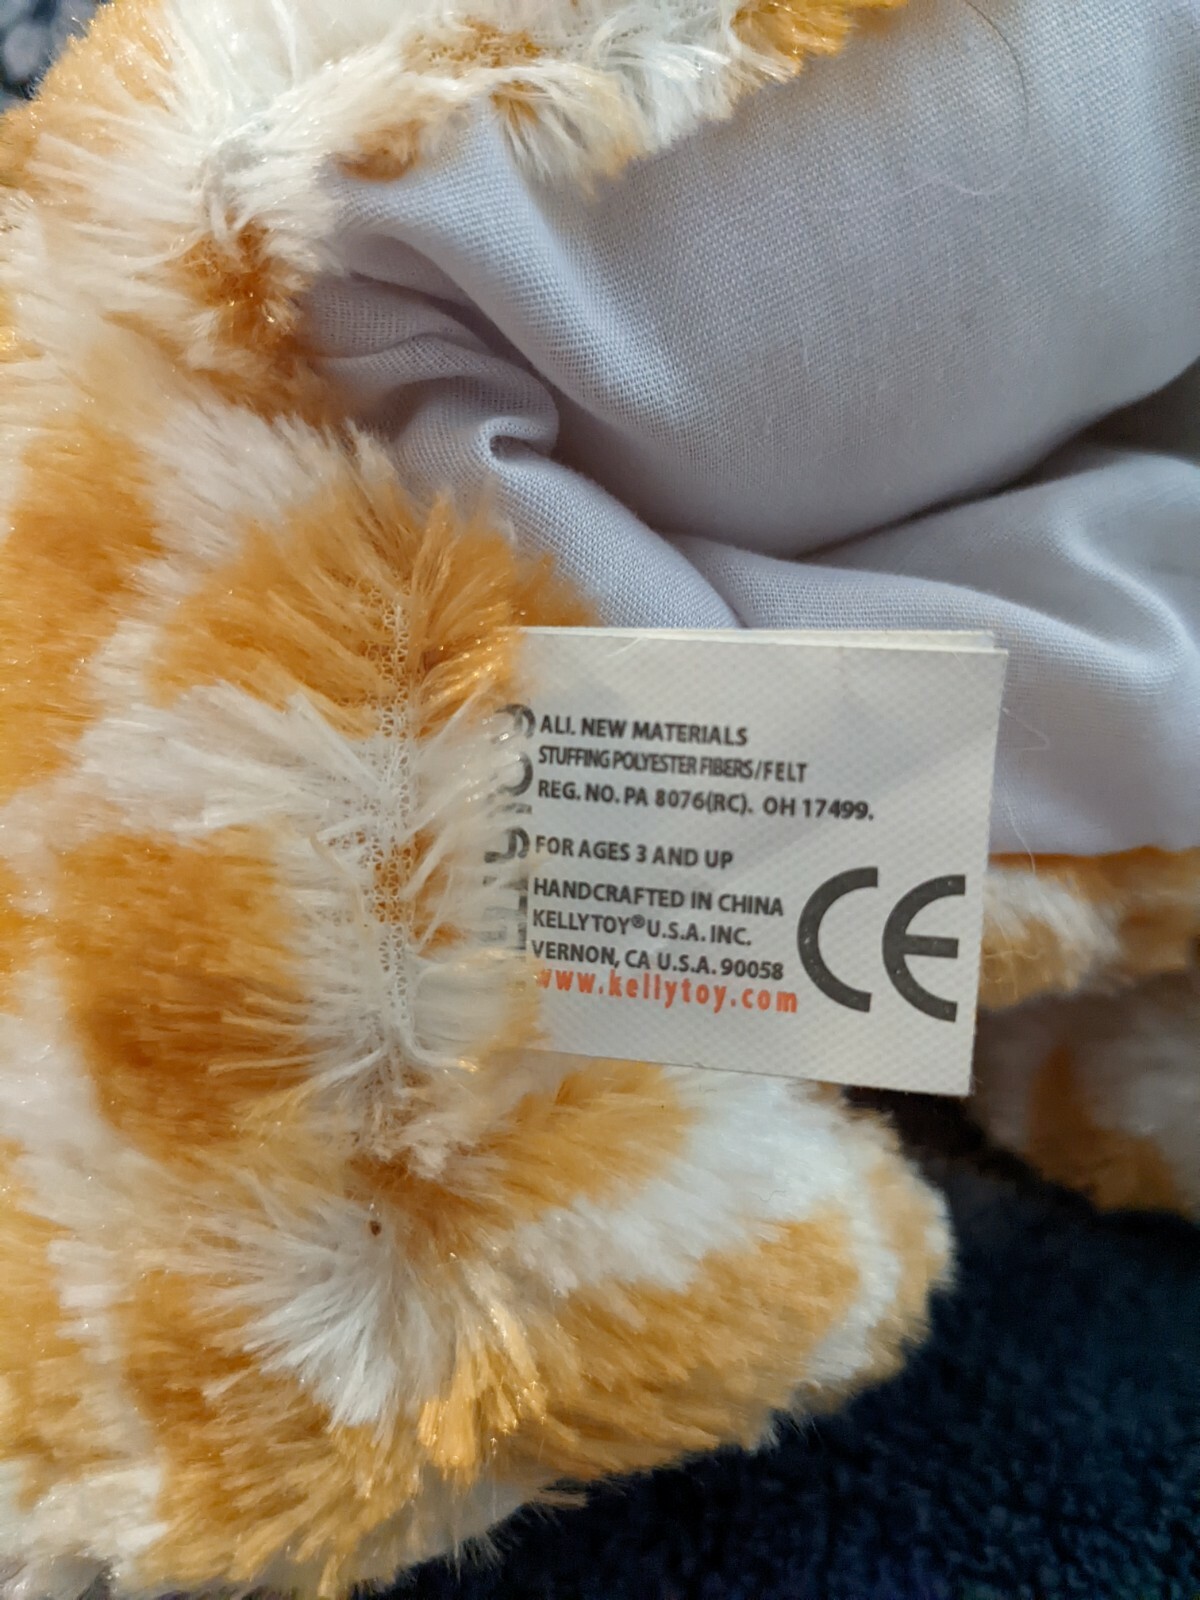 ALL NEW MATERIALS
STUFFING POLYESTER FIBERS/FELT
REG. NO. PA 8076(RC). OH 17499.
FOR AGES 3 AND UP
HANDCRAFTED IN CHINA
KELLYTOY® U.S.A. INC.
VERNON, CA U.S.A. 90058
www.kellytoy.com
CE